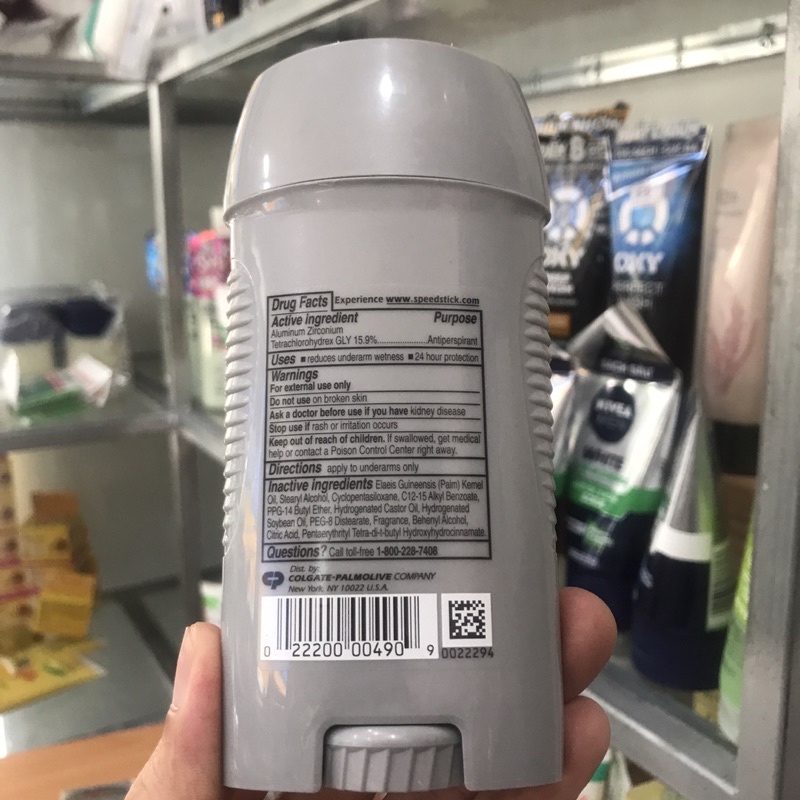 Drug Facts Experience www.speedstick.com
Active ingredient Purpose
Aluminum Zirconium
Tetrachlorohydrex GLY 15.9%......................Antiperspirant
Uses ■ reduces underarm wetness ■ 24 hour protection
Warnings
For external use only
Do not use on broken skin
Ask a doctor before use if you have kidney disease
Stop use if rash or irritation occurs
Keep out of reach of children. If swallowed, get medical
help or contact a Poison Control Center right away.
Directions apply to underarms only
Inactive ingredients Elaeis Guineensis (Palm) Kernel
Oil, Stearyl Alcohol, Cyclopentasiloxane, C12-15 Alkyl Benzoate,
PPG-14 Butyl Ether, Hydrogenated Castor Oil, Hydrogenated
Soybean Oil, PEG-8 Distearate, Fragrance, Behenyl Alcohol,
Citric Acid, Pentaerythrityl Tetra-di-t-butyl Hydroxyhydrocinnamate.
Questions? Call toll-free 1-800-228-7408
Dist. by:
CP COLGATE-PALMOLIVE COMPANY
New York, NY 10022 U.S.A.
0 22200 00490 9
0022294
OXY
OXY
NIVEA
WHITE